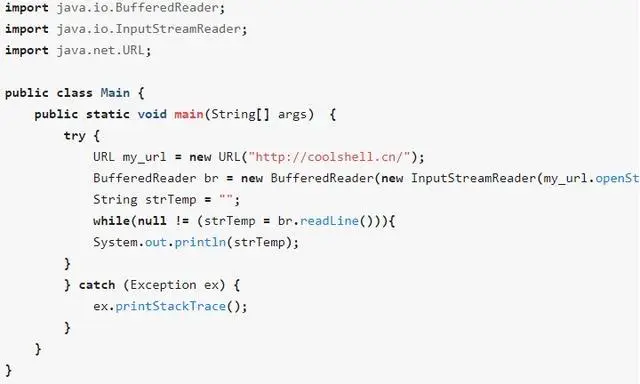 import java.io.BufferedReader;
import java.io.InputStreamReader;
import java.net.URL;

public class Main {
    public static void main(String[] args)  {
        try {
            URL my_url = new URL("http://coolshell.cn/");
            BufferedReader br = new BufferedReader(new InputStreamReader(my_url.openSt
            String strTemp = "";
            while(null != (strTemp = br.readLine())){
            System.out.println(strTemp);
        }
        } catch (Exception ex) {
            ex.printStackTrace();
        }
    }
}